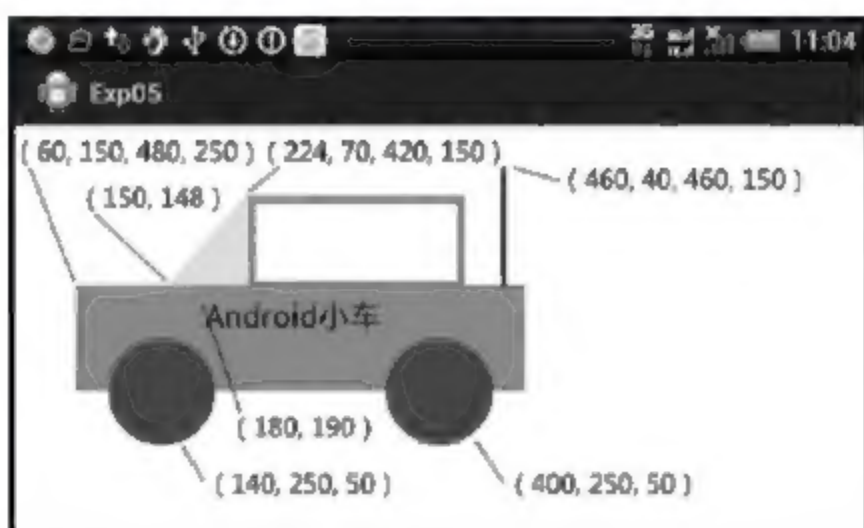 11:04
Exp05
( 60, 150, 480, 250 ) ( 224, 70, 420, 150 )
( 460, 40, 460, 150 )
( 150, 148 )
Android小车
( 180, 190 )
( 140, 250, 50 )
( 400, 250, 50 )